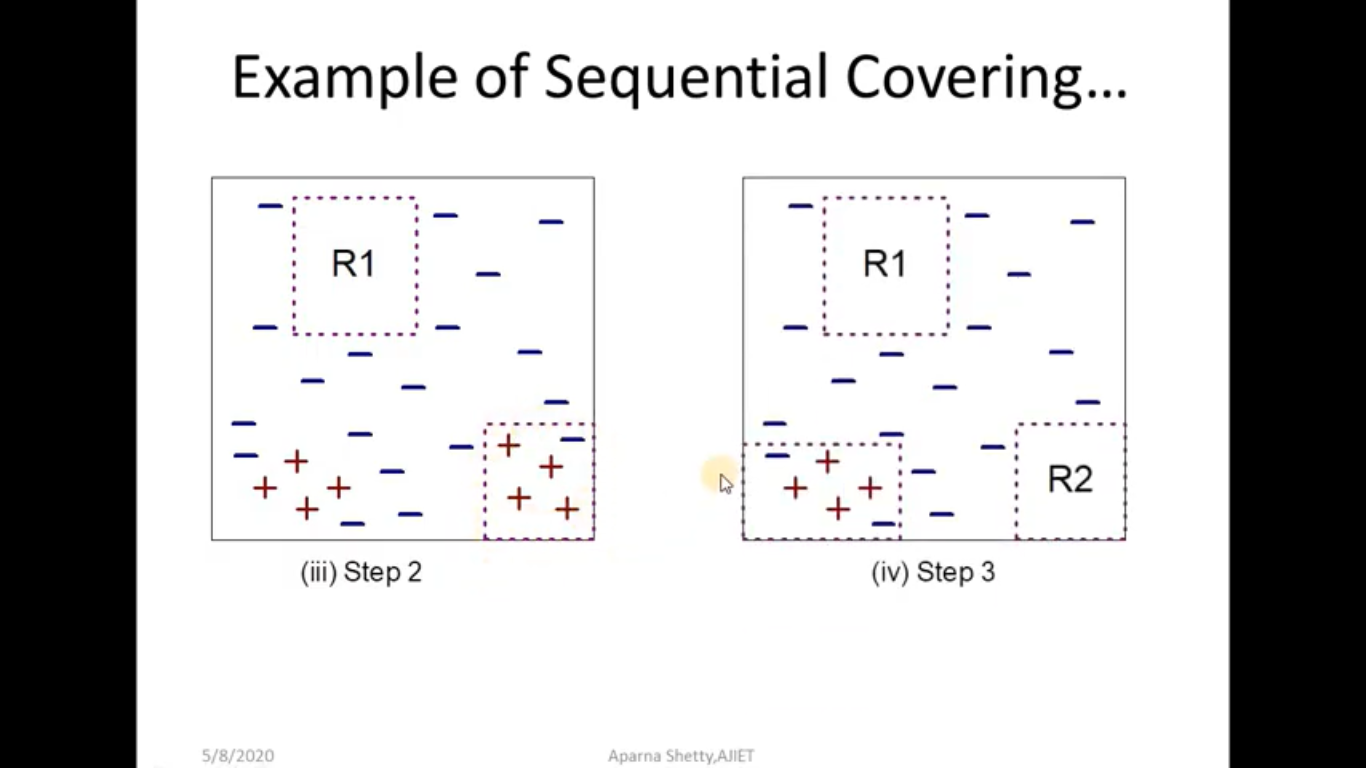 Example of Sequential Covering...
R1
R1
R2
(iii) Step 2
(iv) Step 3
5/8/2020
Aparna Shetty,AJIET